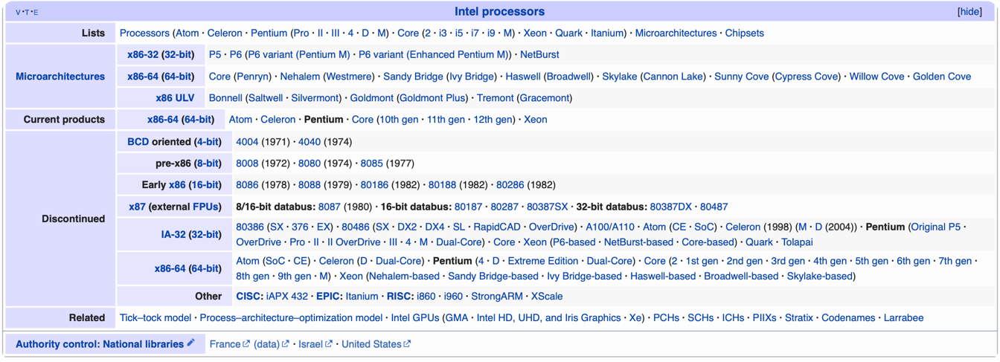 V·T·E Intel processors [hide]
Lists Processors (Atom · Celeron · Pentium (Pro · II · III · 4 · D · M) · Core (2 · i3 · i5 · i7 · i9 · M) · Xeon · Quark · Itanium) · Microarchitectures · Chipsets
x86-32 (32-bit) P5 · P6 (P6 variant (Pentium M) · P6 variant (Enhanced Pentium M)) · NetBurst
Microarchitectures x86-64 (64-bit) Core (Penryn) · Nehalem (Westmere) · Sandy Bridge (Ivy Bridge) · Haswell (Broadwell) · Skylake (Cannon Lake) · Sunny Cove (Cypress Cove) · Willow Cove · Golden Cove
x86 ULV Bonnell (Saltwell · Silvermont) · Goldmont (Goldmont Plus) · Tremont (Gracemont)
Current products x86-64 (64-bit) Atom · Celeron · Pentium · Core (10th gen · 11th gen · 12th gen) · Xeon
BCD oriented (4-bit) 4004 (1971) · 4040 (1974)
pre-x86 (8-bit) 8008 (1972) · 8080 (1974) · 8085 (1977)
Early x86 (16-bit) 8086 (1978) · 8088 (1979) · 80186 (1982) · 80188 (1982) · 80286 (1982)
x87 (external FPUs) 8/16-bit databus: 8087 (1980) · 16-bit databus: 80187 · 80287 · 80387SX · 32-bit databus: 80387DX · 80487
Discontinued
IA-32 (32-bit) 80386 (SX · 376 · EX) · 80486 (SX · DX2 · DX4 · SL · RapidCAD · OverDrive) · A100/A110 · Atom (CE · SoC) · Celeron (1998) (M · D (2004)) · Pentium (Original P5 ·
OverDrive · Pro · II · II OverDrive · III · 4 · M · Dual-Core) · Core · Xeon (P6-based · NetBurst-based · Core-based) · Quark · Tolapai
x86-64 (64-bit) Atom (SoC · CE) · Celeron (D · Dual-Core) · Pentium (4 · D · Extreme Edition · Dual-Core) · Core (2 · 1st gen · 2nd gen · 3rd gen · 4th gen · 5th gen · 6th gen · 7th gen ·
8th gen · 9th gen · M) · Xeon (Nehalem-based · Sandy Bridge-based · Ivy Bridge-based · Haswell-based · Broadwell-based · Skylake-based)
Other CISC: iAPX 432 · EPIC: Itanium · RISC: i860 · i960 · StrongARM · XScale
Related Tick–tock model · Process–architecture–optimization model · Intel GPUs (GMA · Intel HD, UHD, and Iris Graphics · Xe) · PCHs · SCHs · ICHs · PIIXs · Stratix · Codenames · Larrabee
Authority control: National libraries France (data) · Israel · United States